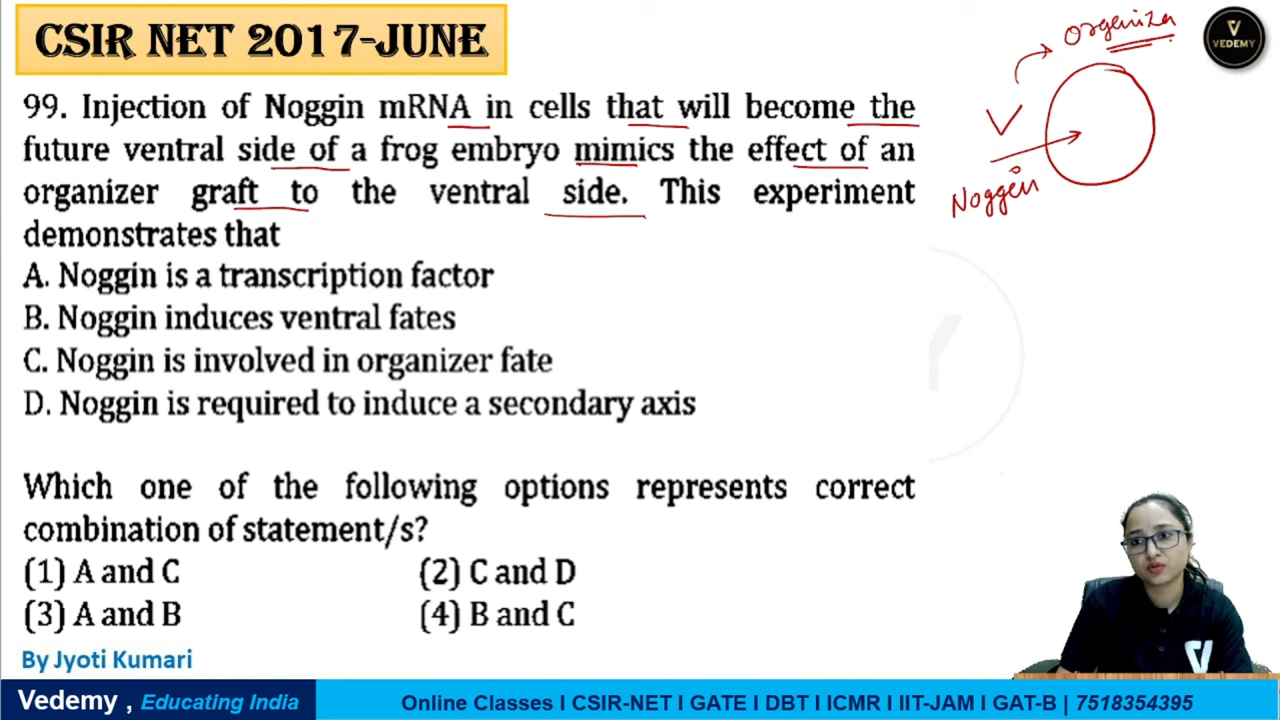 CSIR NET 2017-JUNE
organiza
VEDEMY
V
Noggin
99. Injection of Noggin mRNA in cells that will become the
future ventral side of a frog embryo mimics the effect of an
organizer graft to the ventral side. This experiment
demonstrates that
A. Noggin is a transcription factor
B. Noggin induces ventral fates
C. Noggin is involved in organizer fate
D. Noggin is required to induce a secondary axis
Which one of the following options represents correct
combination of statement/s?
(1) A and C (2) C and D
(3) A and B (4) B and C
By Jyoti Kumari
Vedemy , Educating India Online Classes I CSIR-NET I GATE I DBT I ICMR I IIT-JAM I GAT-B | 7518354395